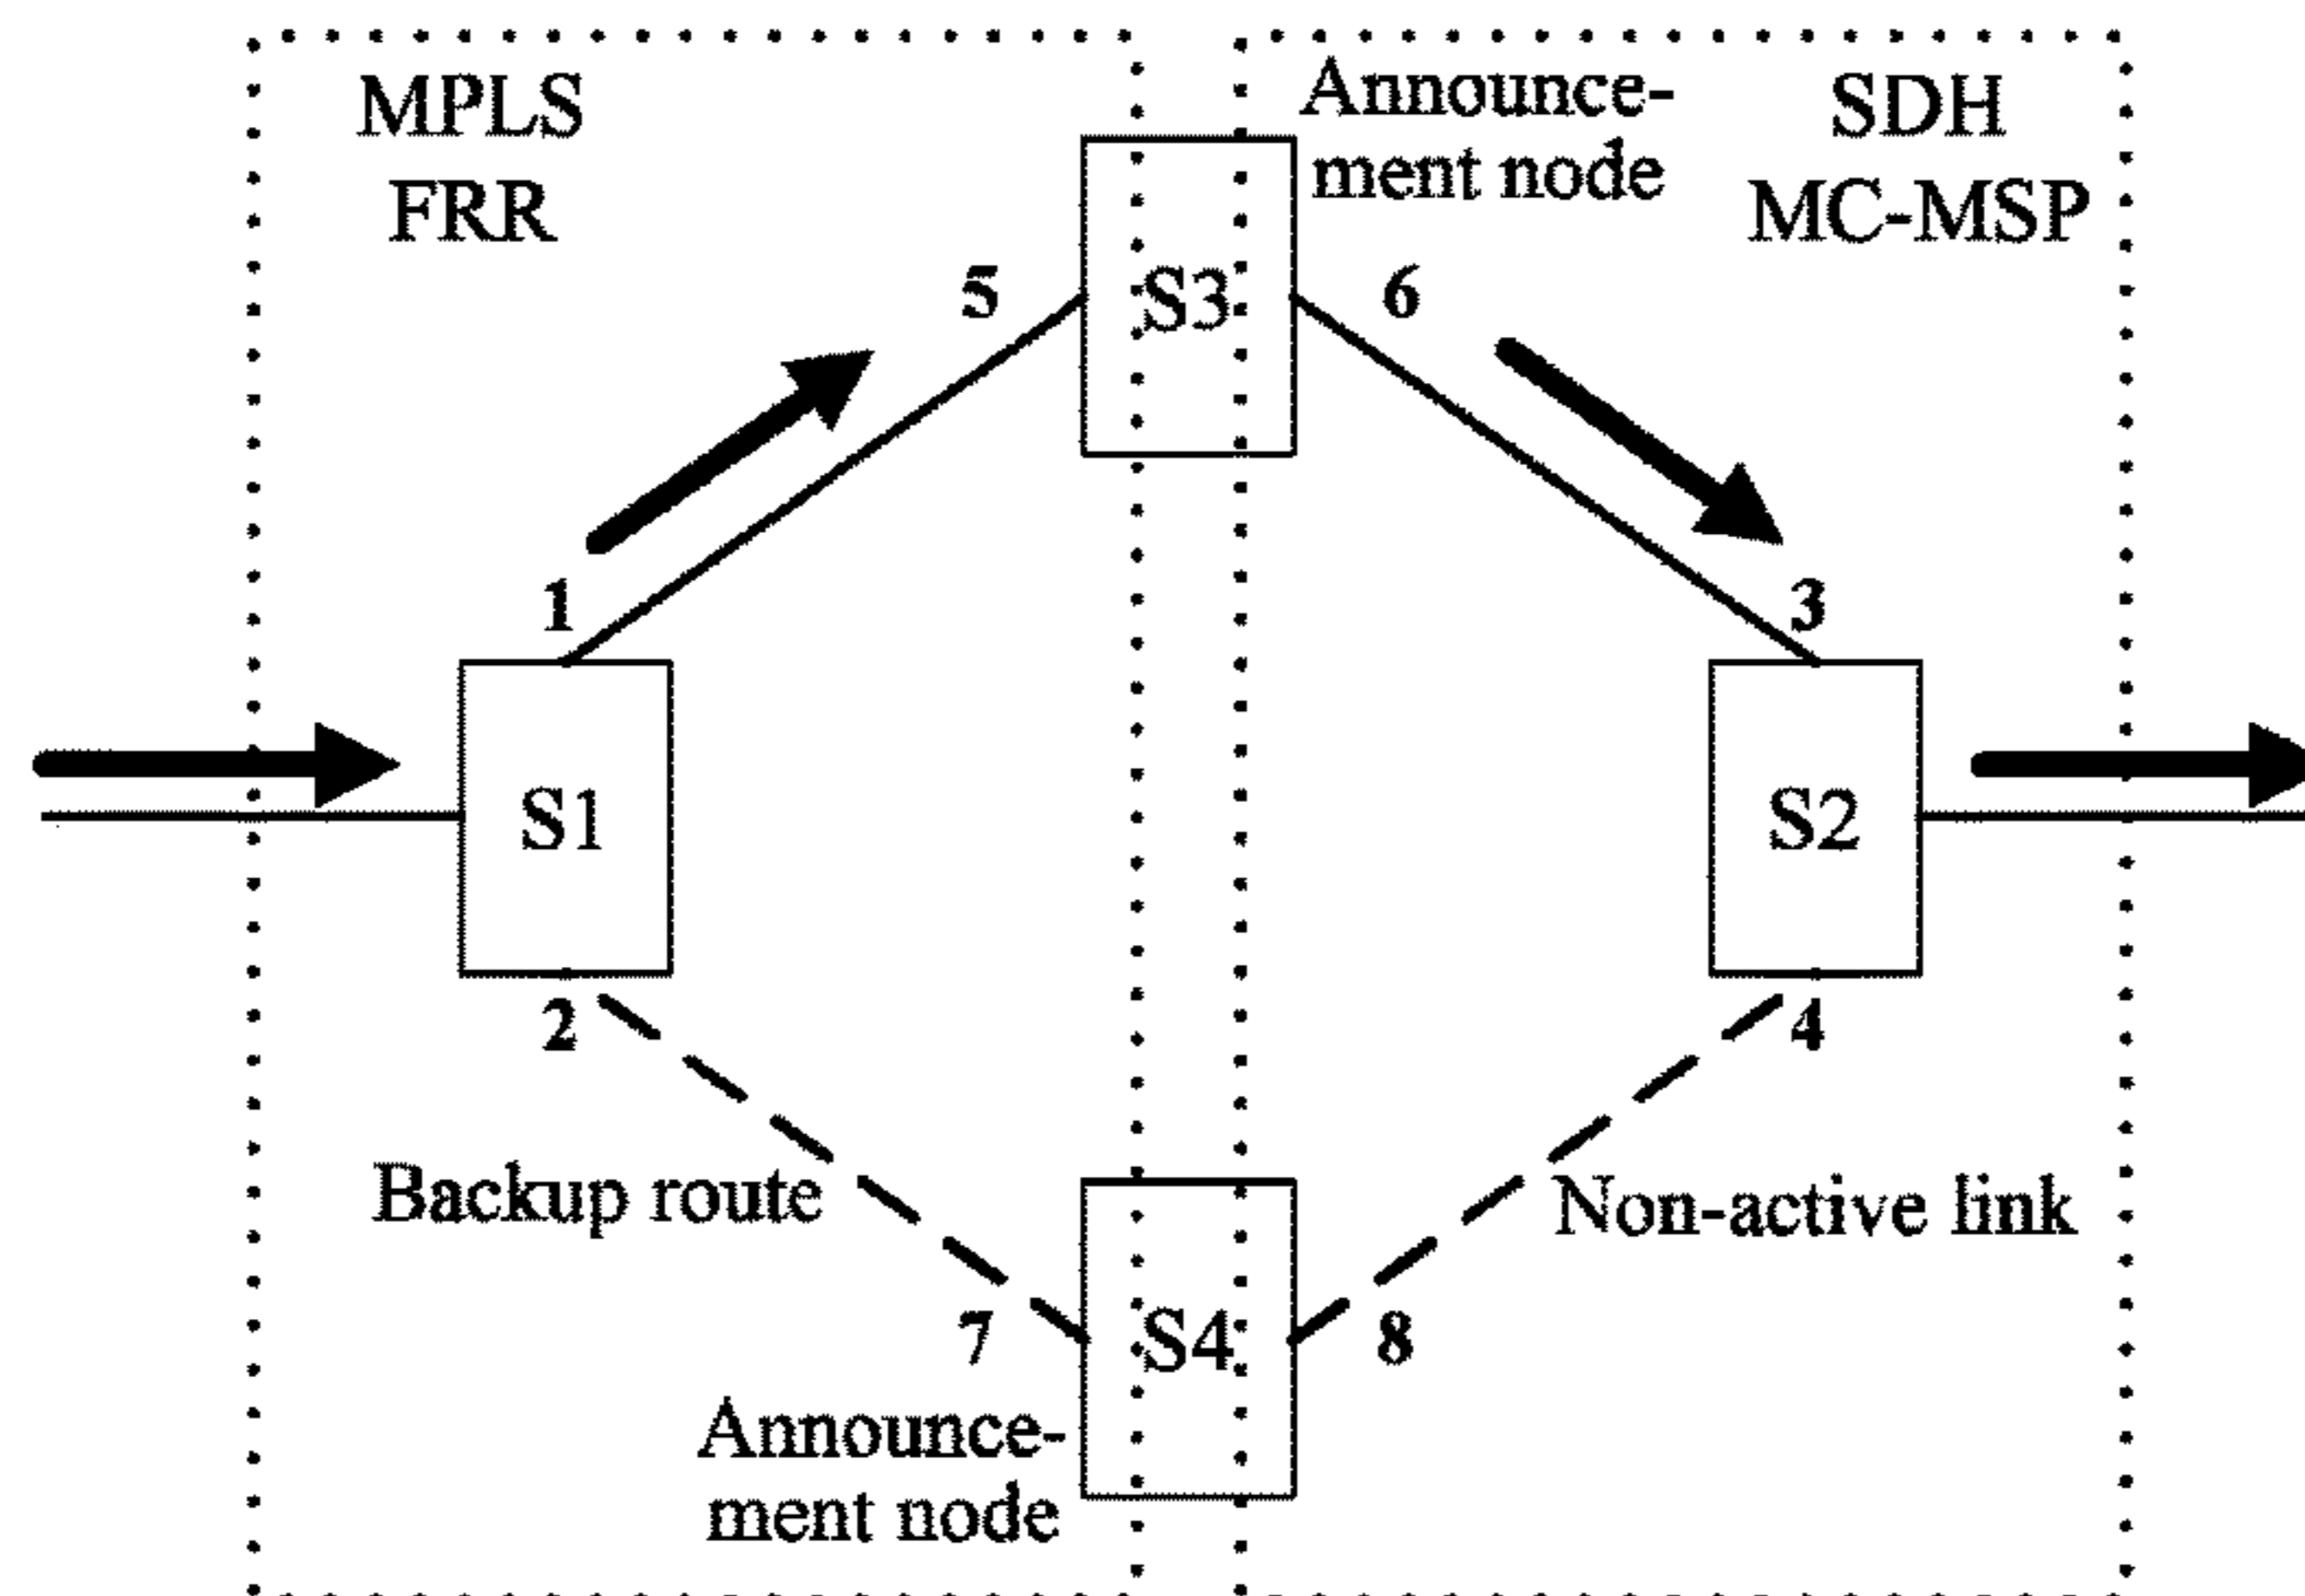 MPLS
FRR
Announce-
ment node
SDH
MC-MSP
5
S3
6
1
3
S1
S2
2
4
Backup route
Non-active link
7
S4
8
Announce-
ment node